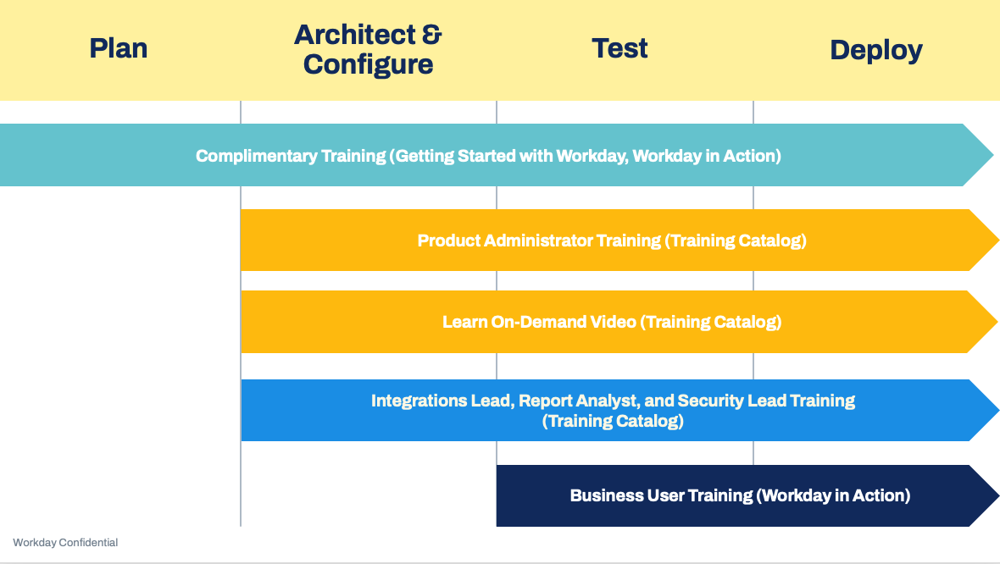 Plan
Architect &
Configure
Test
Deploy
Complimentary Training (Getting Started with Workday, Workday in Action)
Product Administrator Training (Training Catalog)
Learn On-Demand Video (Training Catalog)
Integrations Lead, Report Analyst, and Security Lead Training
(Training Catalog)
Business User Training (Workday in Action)
Workday Confidential